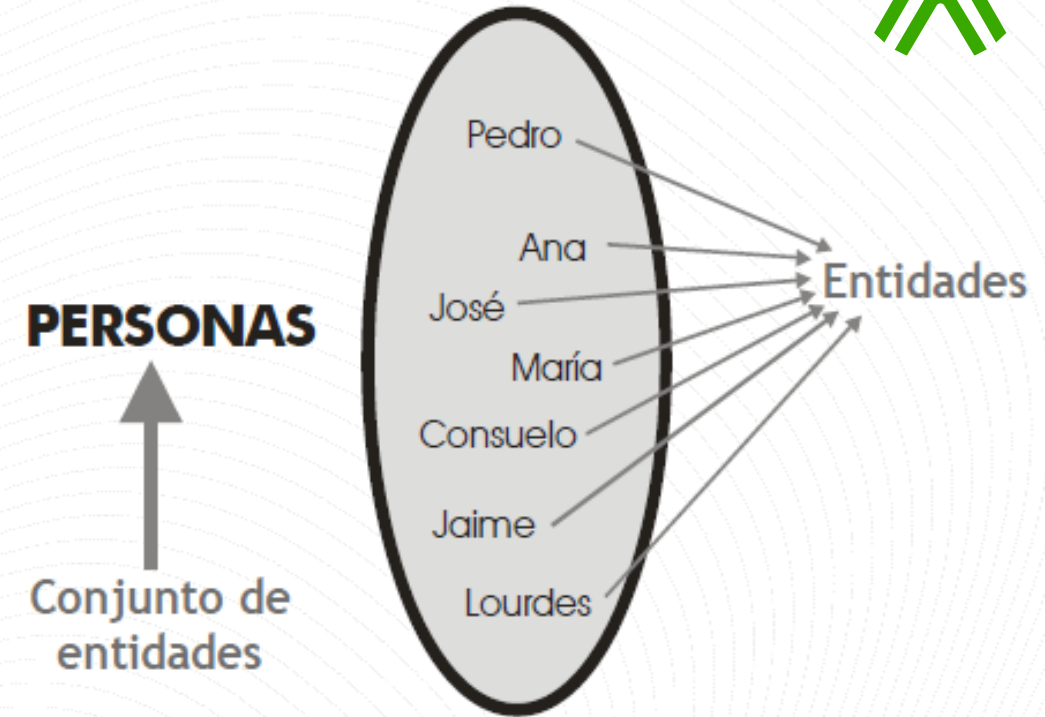 Pedro
Ana
José
María
Consuelo
Jaime
Lourdes
Entidades
PERSONAS
Conjunto de
entidades